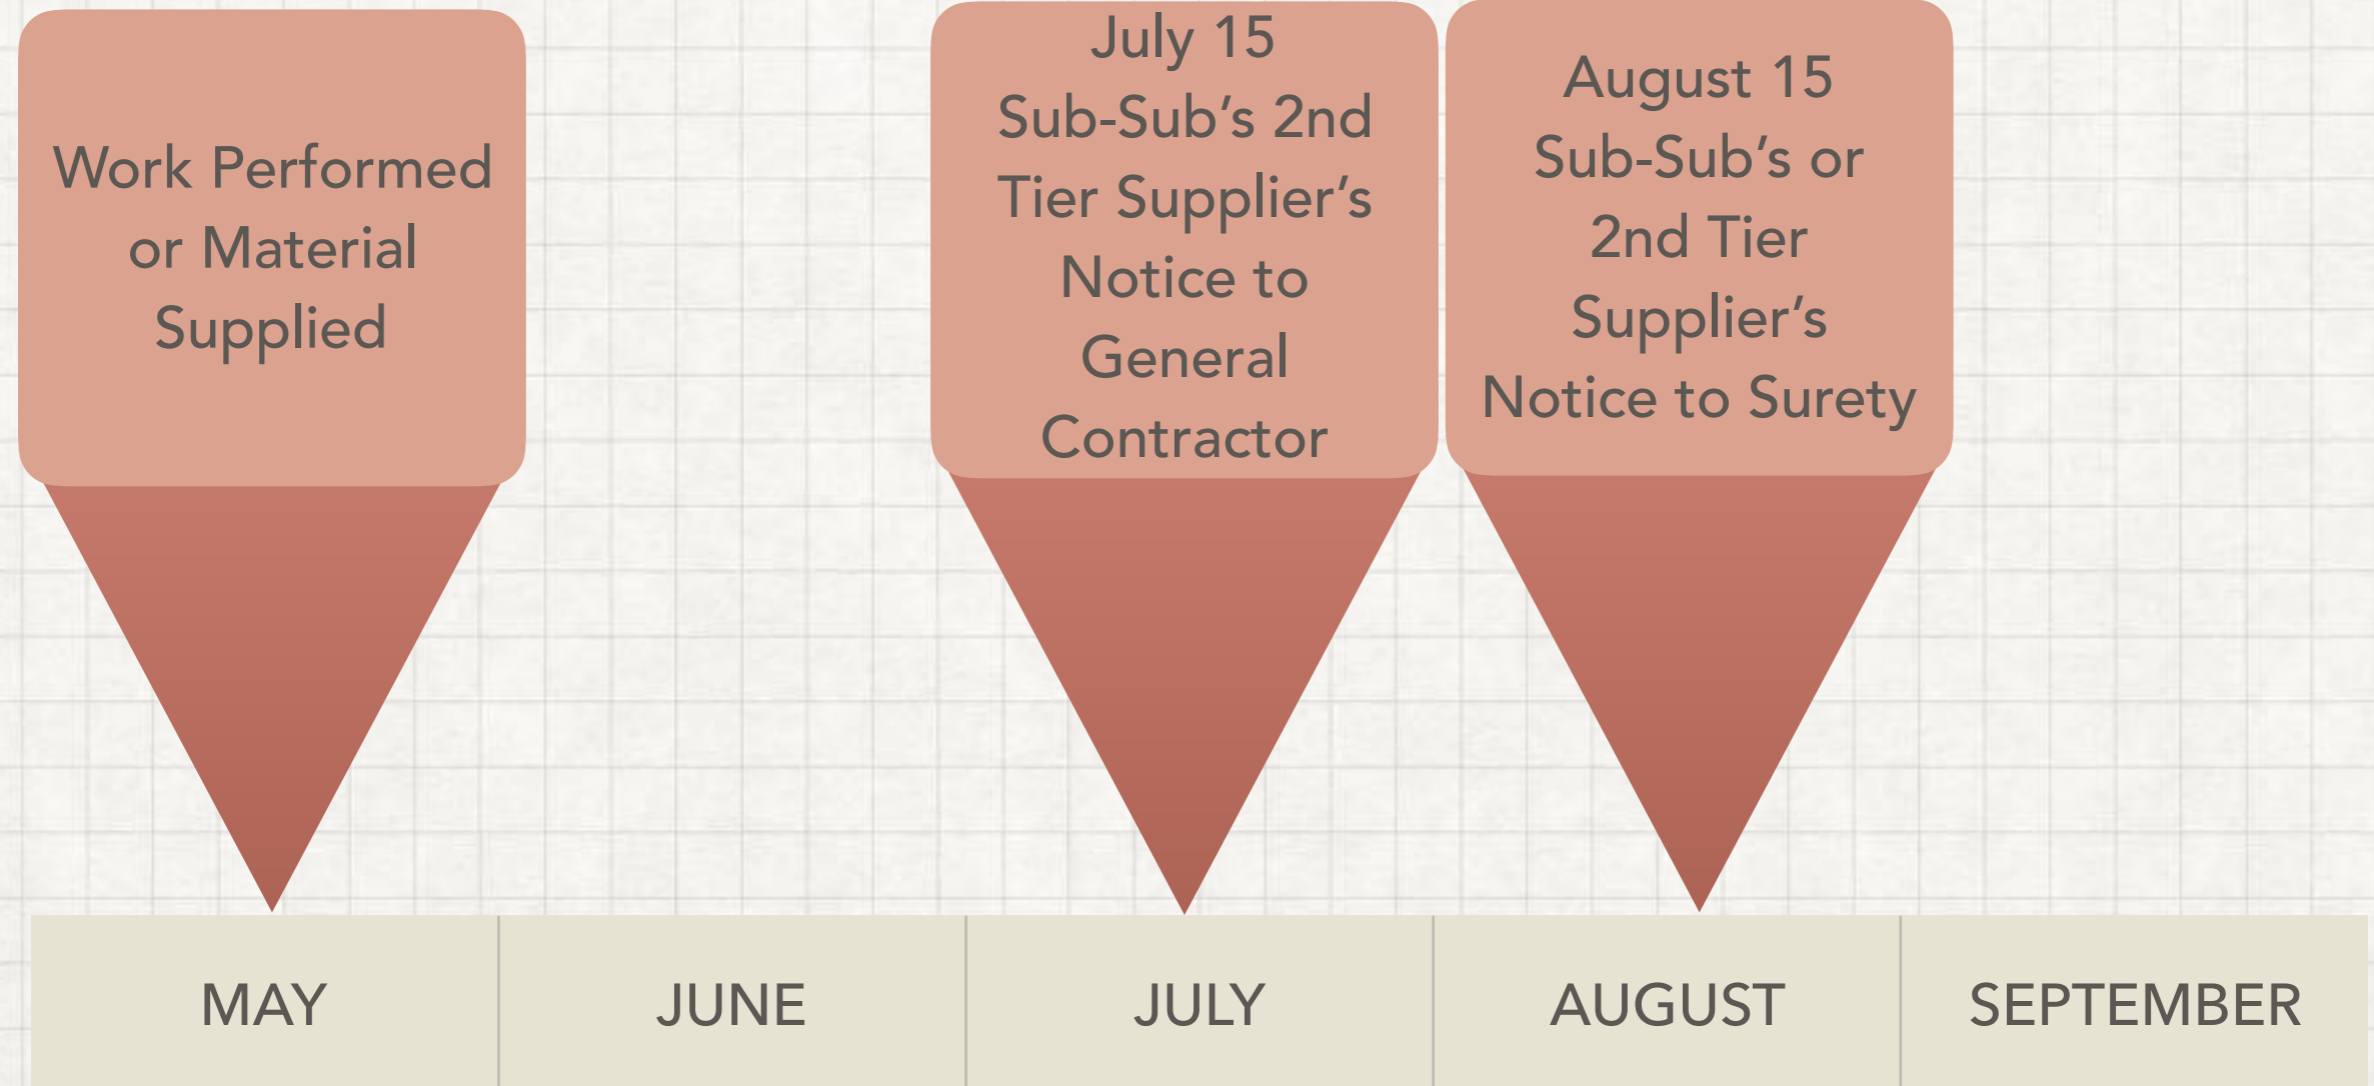 Work Performed
or Material
Supplied
July 15
Sub-Sub’s 2nd
Tier Supplier’s
Notice to
General
Contractor
August 15
Sub-Sub’s or
2nd Tier
Supplier’s
Notice to Surety
MAY
JUNE
JULY
AUGUST
SEPTEMBER